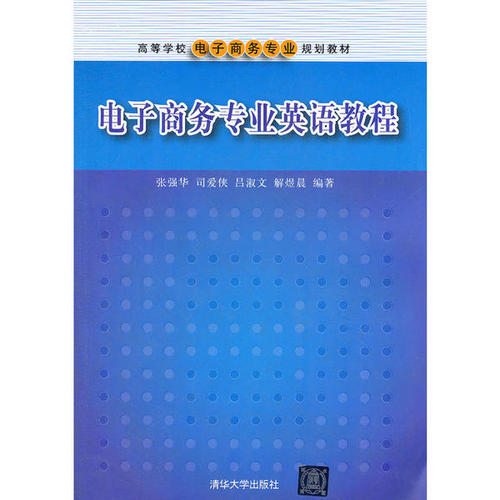 高等学校电子商务专业规划教材
电子商务专业英语教程
张强华 司爱侠 吕淑文 解煜晨 编著
清华大学出版社